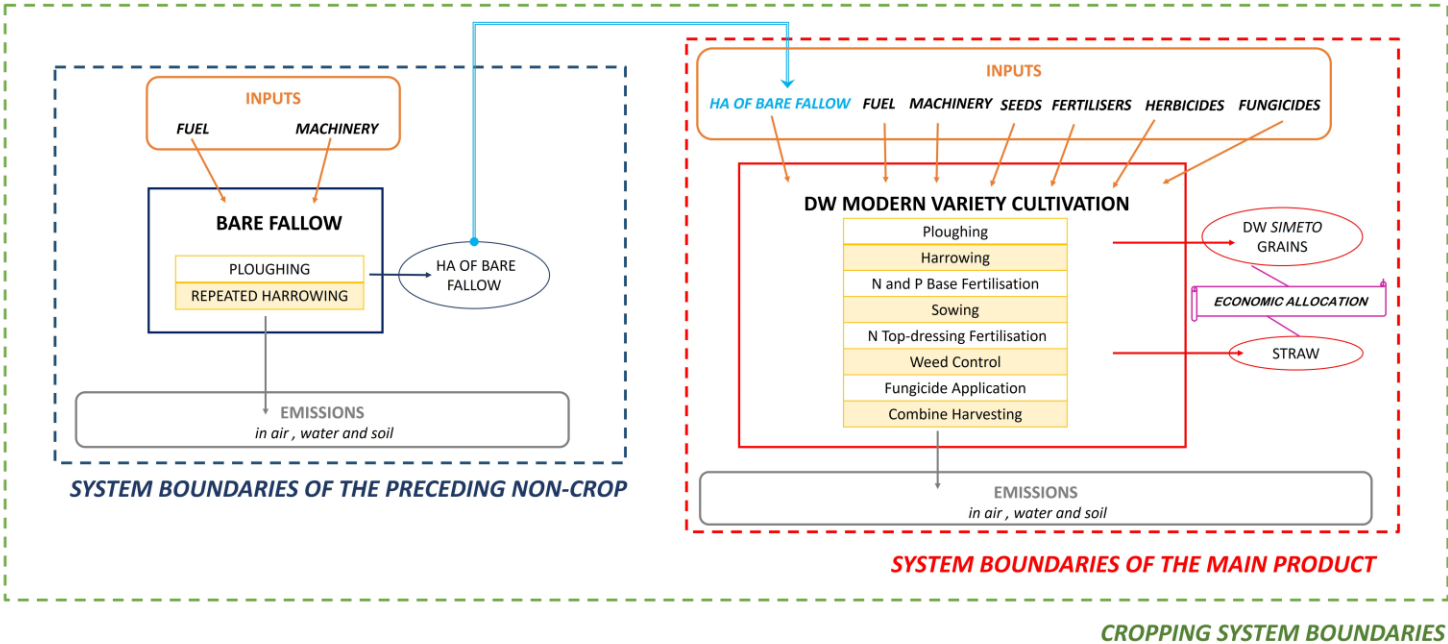 INPUTS
FUEL
MACHINERY
BARE FALLOW
PLOUGHING
REPEATED HARROWING
HA OF BARE
FALLOW
EMISSIONS
in air , water and soil
SYSTEM BOUNDARIES OF THE PRECEDING NON-CROP
INPUTS
HA OF BARE FALLOW
FUEL
MACHINERY
SEEDS
FERTILISERS
HERBICIDES
FUNGICIDES
DW MODERN VARIETY CULTIVATION
Ploughing
Harrowing
N and P Base Fertilisation
Sowing
N Top-dressing Fertilisation
Weed Control
Fungicide Application
Combine Harvesting
DW SIMETO
GRAINS
ECONOMIC ALLOCATION
STRAW
EMISSIONS
in air , water and soil
SYSTEM BOUNDARIES OF THE MAIN PRODUCT
CROPPING SYSTEM BOUNDARIES